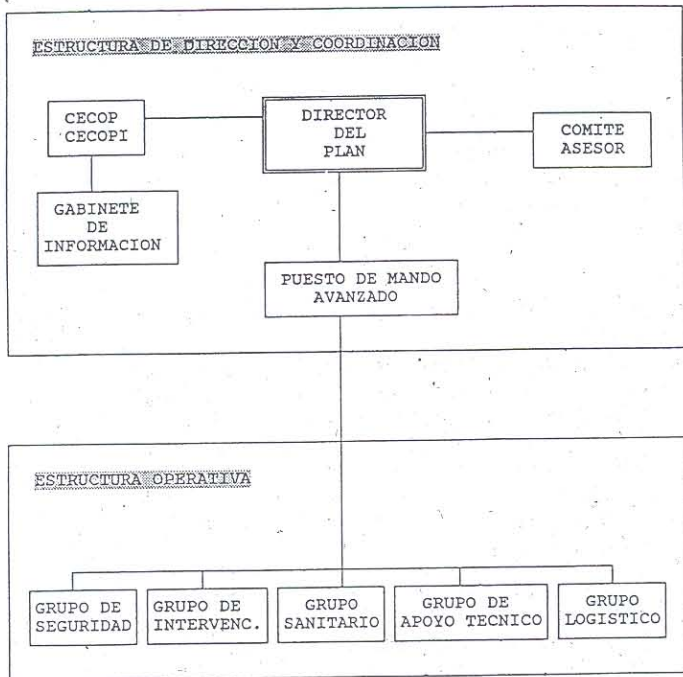 ESTRUCTURA DE DIRECCION Y COORDINACION
CECOP
CECOPI
DIRECTOR
DEL
PLAN
COMITE
ASESOR
GABINETE
DE
INFORMACION
PUESTO DE MANDO
AVANZADO
ESTRUCTURA OPERATIVA
GRUPO DE
SEGURIDAD
GRUPO DE
INTERVENC.
GRUPO
SANITARIO
GRUPO DE
APOYO TECNICO
GRUPO
LOGISTICO